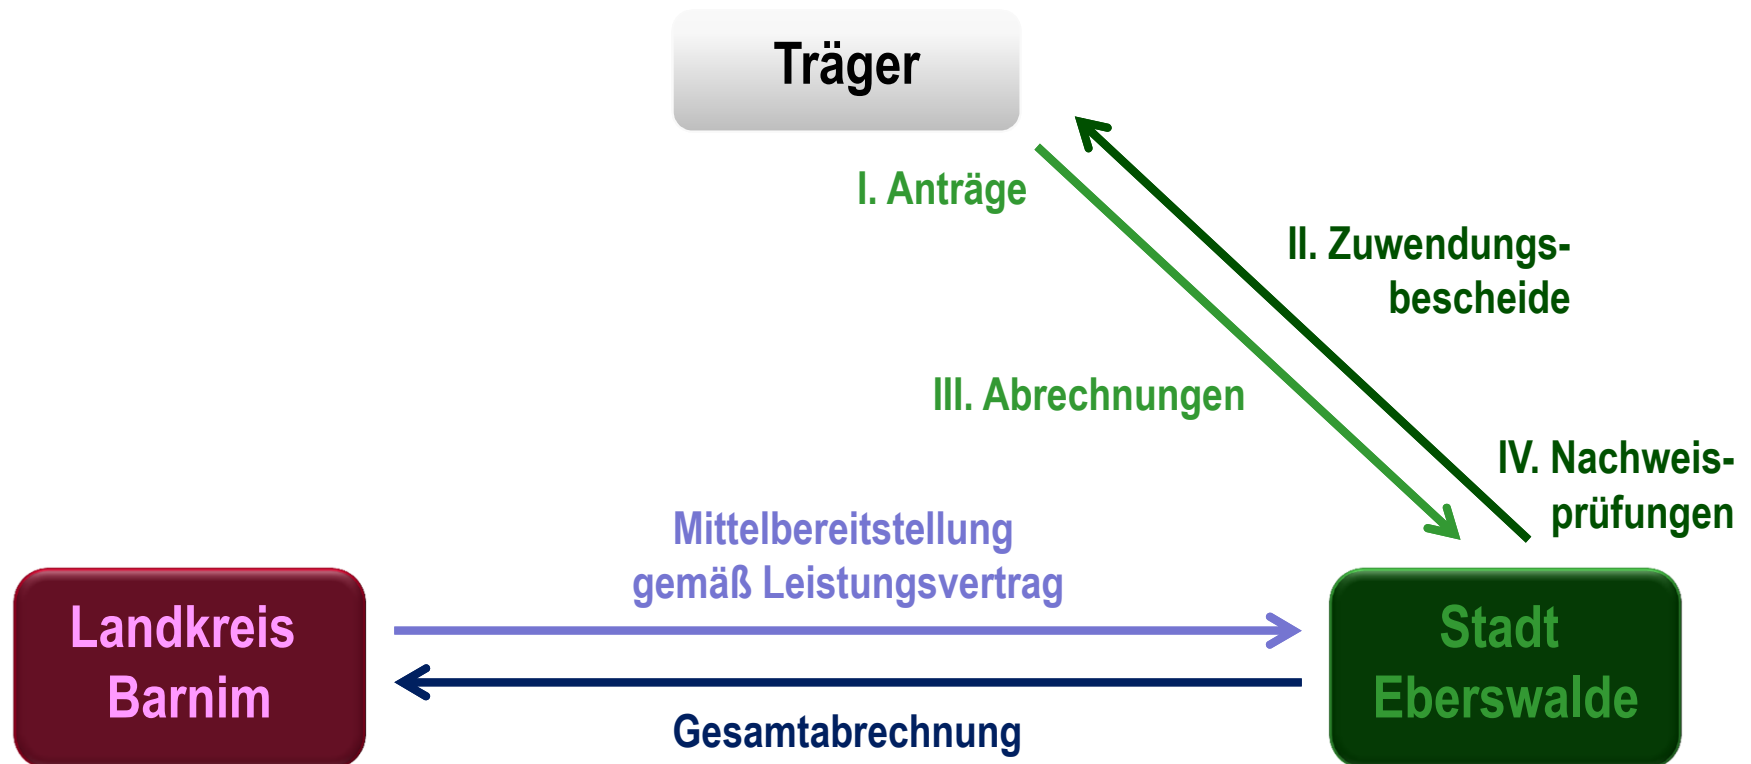 Träger
I. Anträge
II. Zuwendungs-
bescheide
III. Abrechnungen
IV. Nachweis-
prüfungen
Mittelbereitstellung
gemäß Leistungsvertrag
Landkreis
Barnim
Stadt
Eberswalde
Gesamtabrechnung